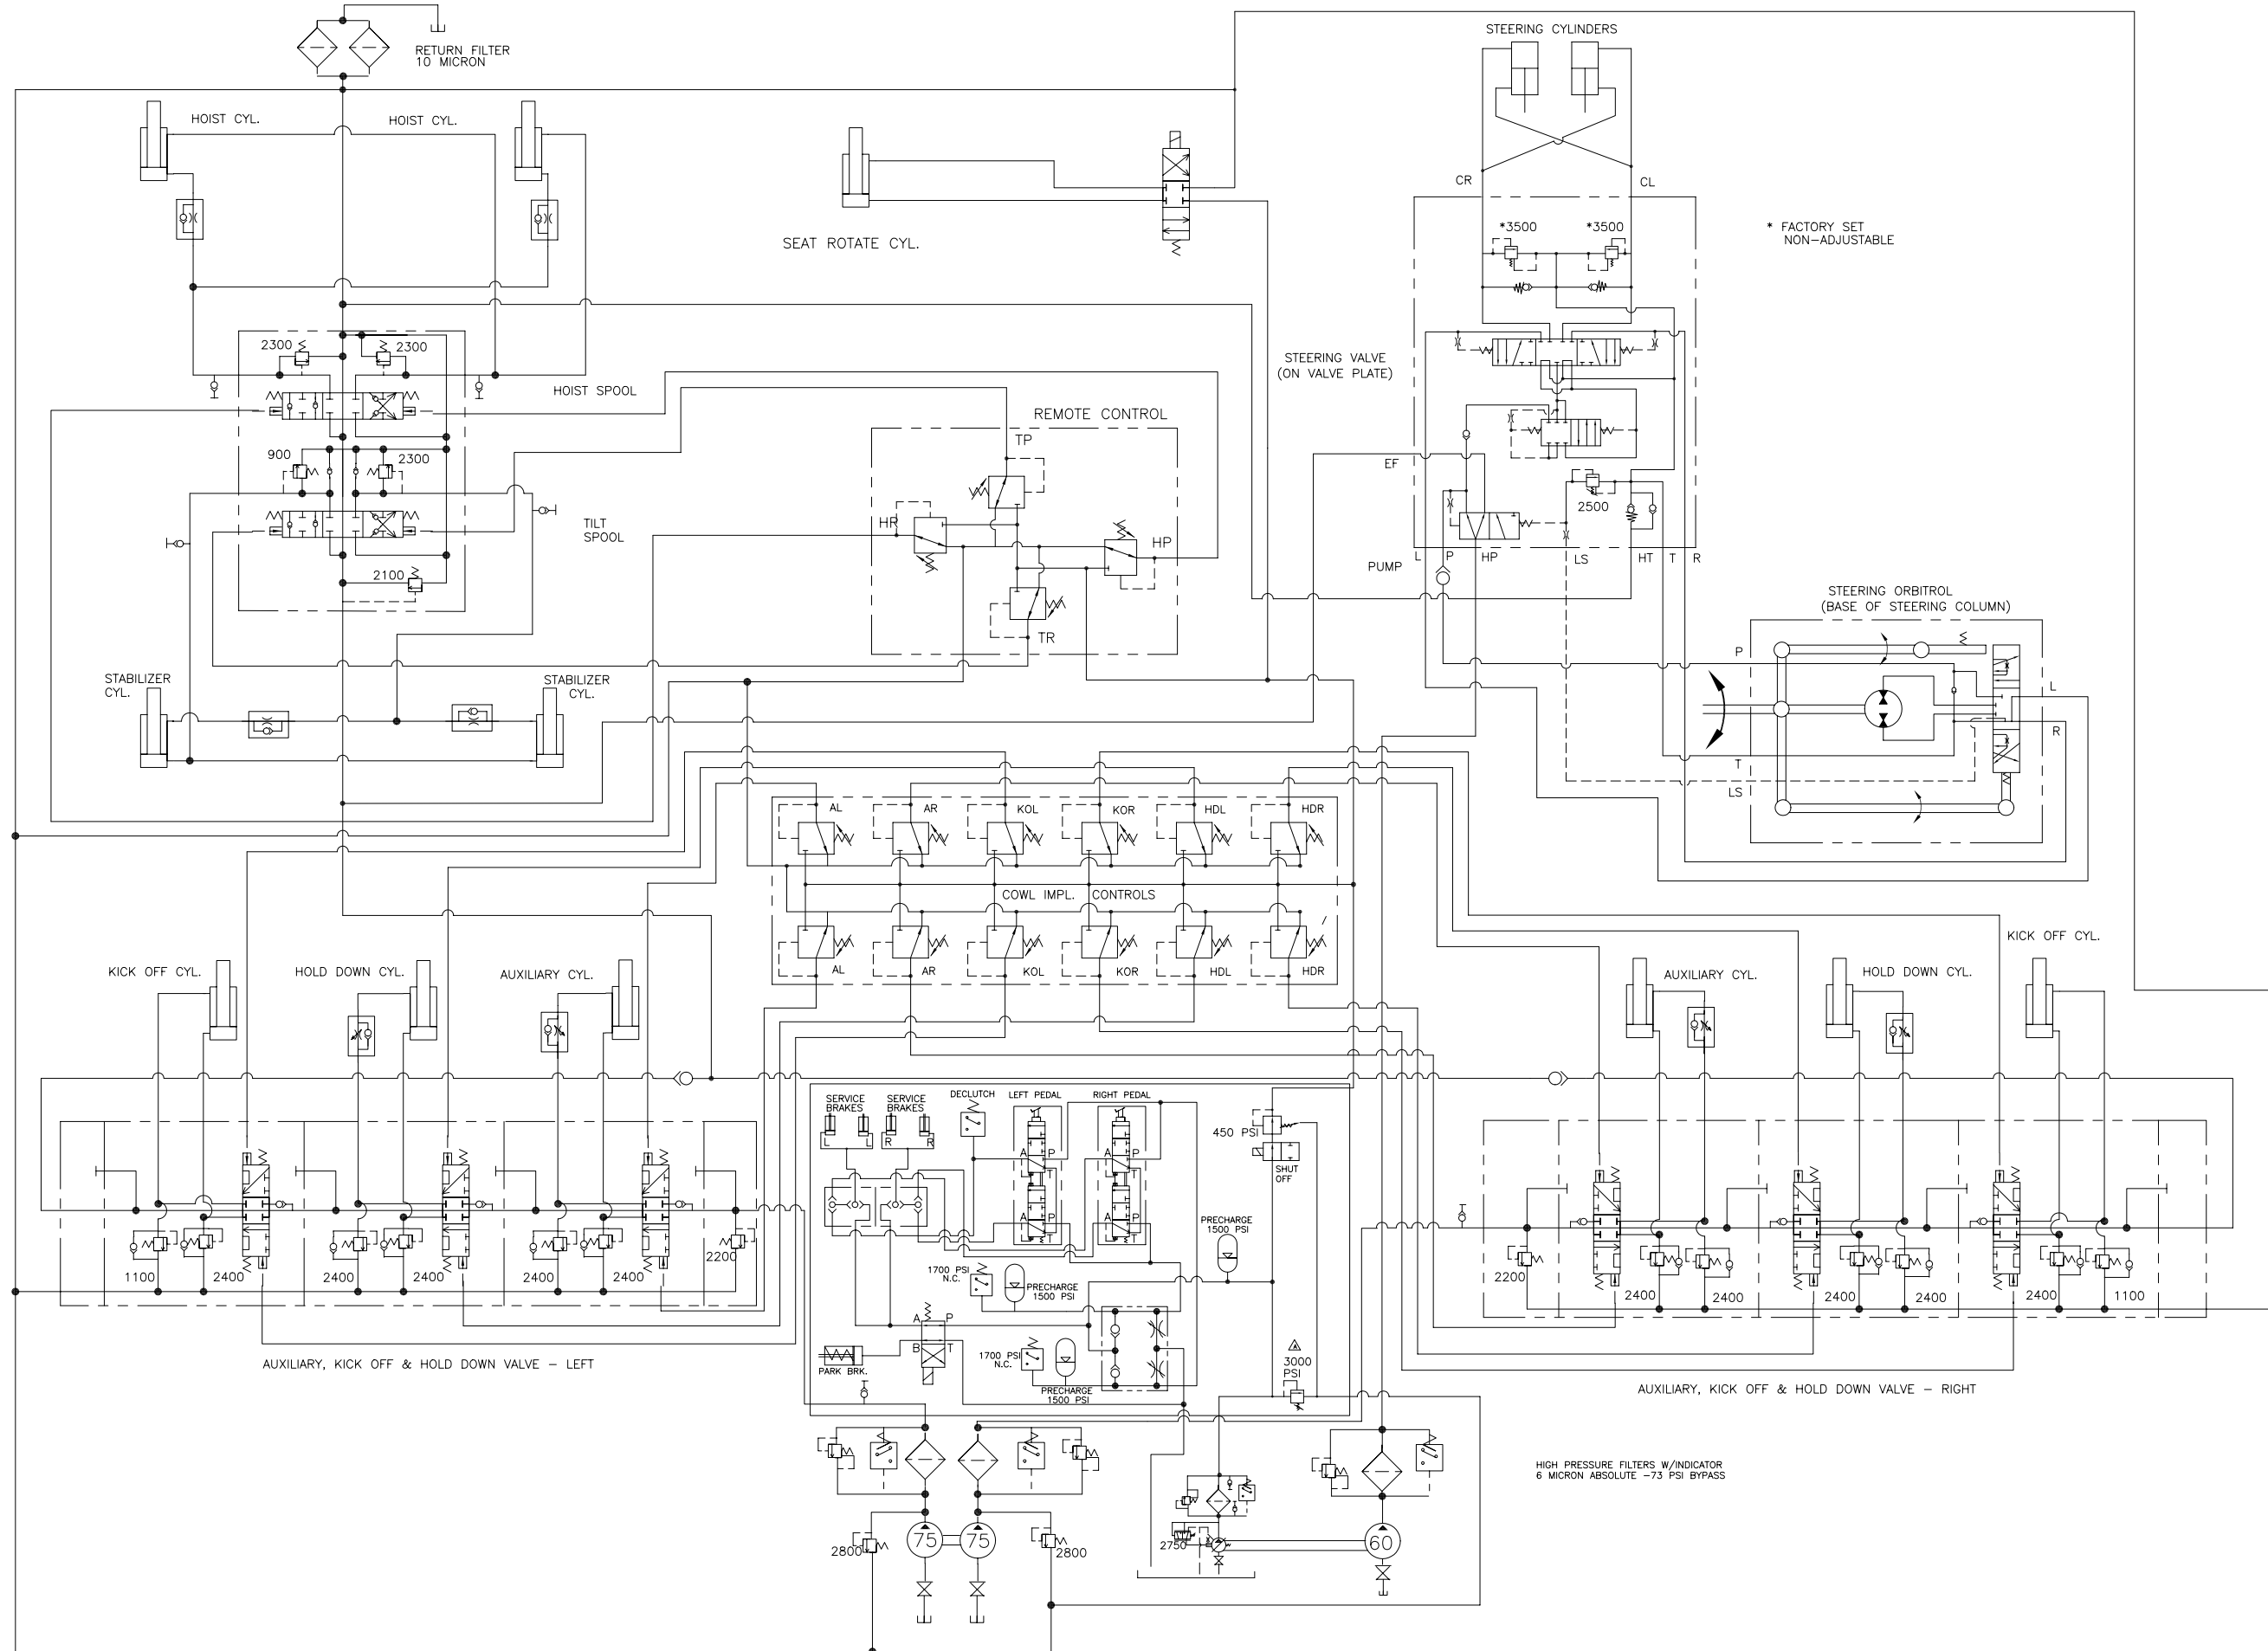 RETURN FILTER
10 MICRON
STEERING CYLINDERS
HOIST CYL.
HOIST CYL.
SEAT ROTATE CYL.
CR
CL
*3500
*3500
* FACTORY SET
NON-ADJUSTABLE
2300
2300
HOIST SPOOL
STEERING VALVE
(ON VALVE PLATE)
REMOTE CONTROL
TP
900
2300
EF
TILT
SPOOL
HR
HP
2500
2100
L
P
HP
LS
HT
T
R
PUMP
TR
STEERING ORBITROL
(BASE OF STEERING COLUMN)
P
L
R
T
LS
STABILIZER
CYL.
STABILIZER
CYL.
AL
AR
KOL
KOR
HDL
HDR
COWL IMPL. CONTROLS
AL
AR
KOL
KOR
HDL
HDR
KICK OFF CYL.
HOLD DOWN CYL.
AUXILIARY CYL.
AUXILIARY CYL.
HOLD DOWN CYL.
KICK OFF CYL.
SERVICE
BRAKES
SERVICE
BRAKES
DECLUTCH
LEFT PEDAL
RIGHT PEDAL
L
L
R
R
A
P
T
A
P
A
P
T
A
P
450 PSI
SHUT
OFF
PRECHARGE
1500 PSI
1700 PSI
N.C.
PRECHARGE
1500 PSI
A
P
B
T
PARK BRK.
1700 PSI
N.C.
PRECHARGE
1500 PSI
3000
PSI
1100
2400
2400
2400
2400
2400
2200
2200
2400
2400
2400
2400
2400
1100
AUXILIARY, KICK OFF & HOLD DOWN VALVE - LEFT
AUXILIARY, KICK OFF & HOLD DOWN VALVE - RIGHT
HIGH PRESSURE FILTERS W/INDICATOR
6 MICRON ABSOLUTE -73 PSI BYPASS
2800
75
75
2800
2750
60